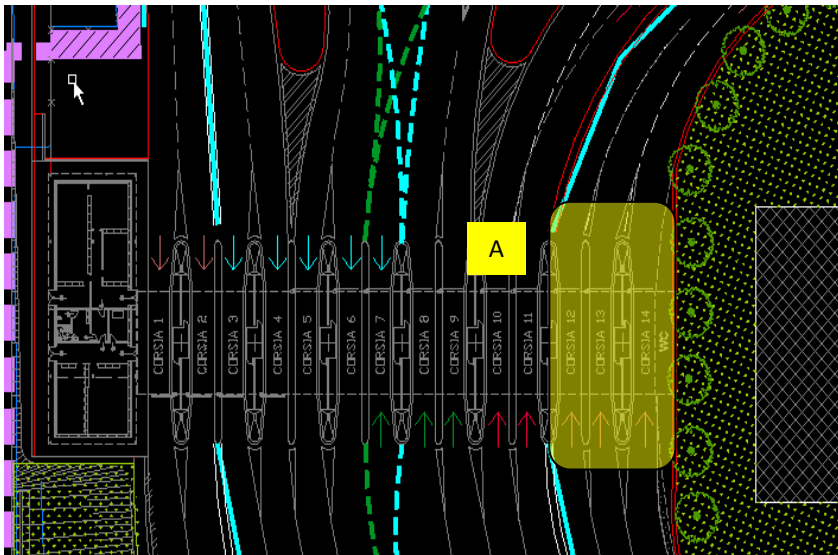 A
CORSIA 1
CORSIA 2
CORSIA 3
CORSIA 4
CORSIA 5
CORSIA 6
CORSIA 7
CORSIA 8
CORSIA 9
CORSIA 10
CORSIA 11
CORSIA 12
CORSIA 13
CORSIA 14
WC